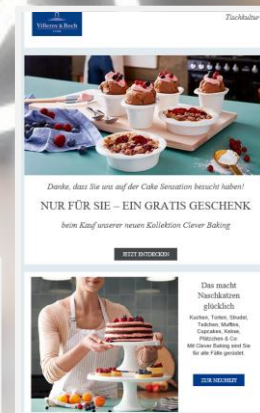 Villeroy & Boch
1748
Tischkultur
Danke, dass Sie uns auf der Cake Sensation besucht haben!
NUR FÜR SIE – EIN GRATIS GESCHENK
beim Kauf unserer neuen Kollektion Clever Baking
JETZT ENTDECKEN
Das macht
Naschkatzen
glücklich
Kuchen, Torten, Strudel,
Teilchen, Muffins,
Cupcakes, Kekse,
Plätzchen & Co.
Mit Clever Baking sind Sie
für alle Fälle gerüstet.
ZUR NEUHEIT